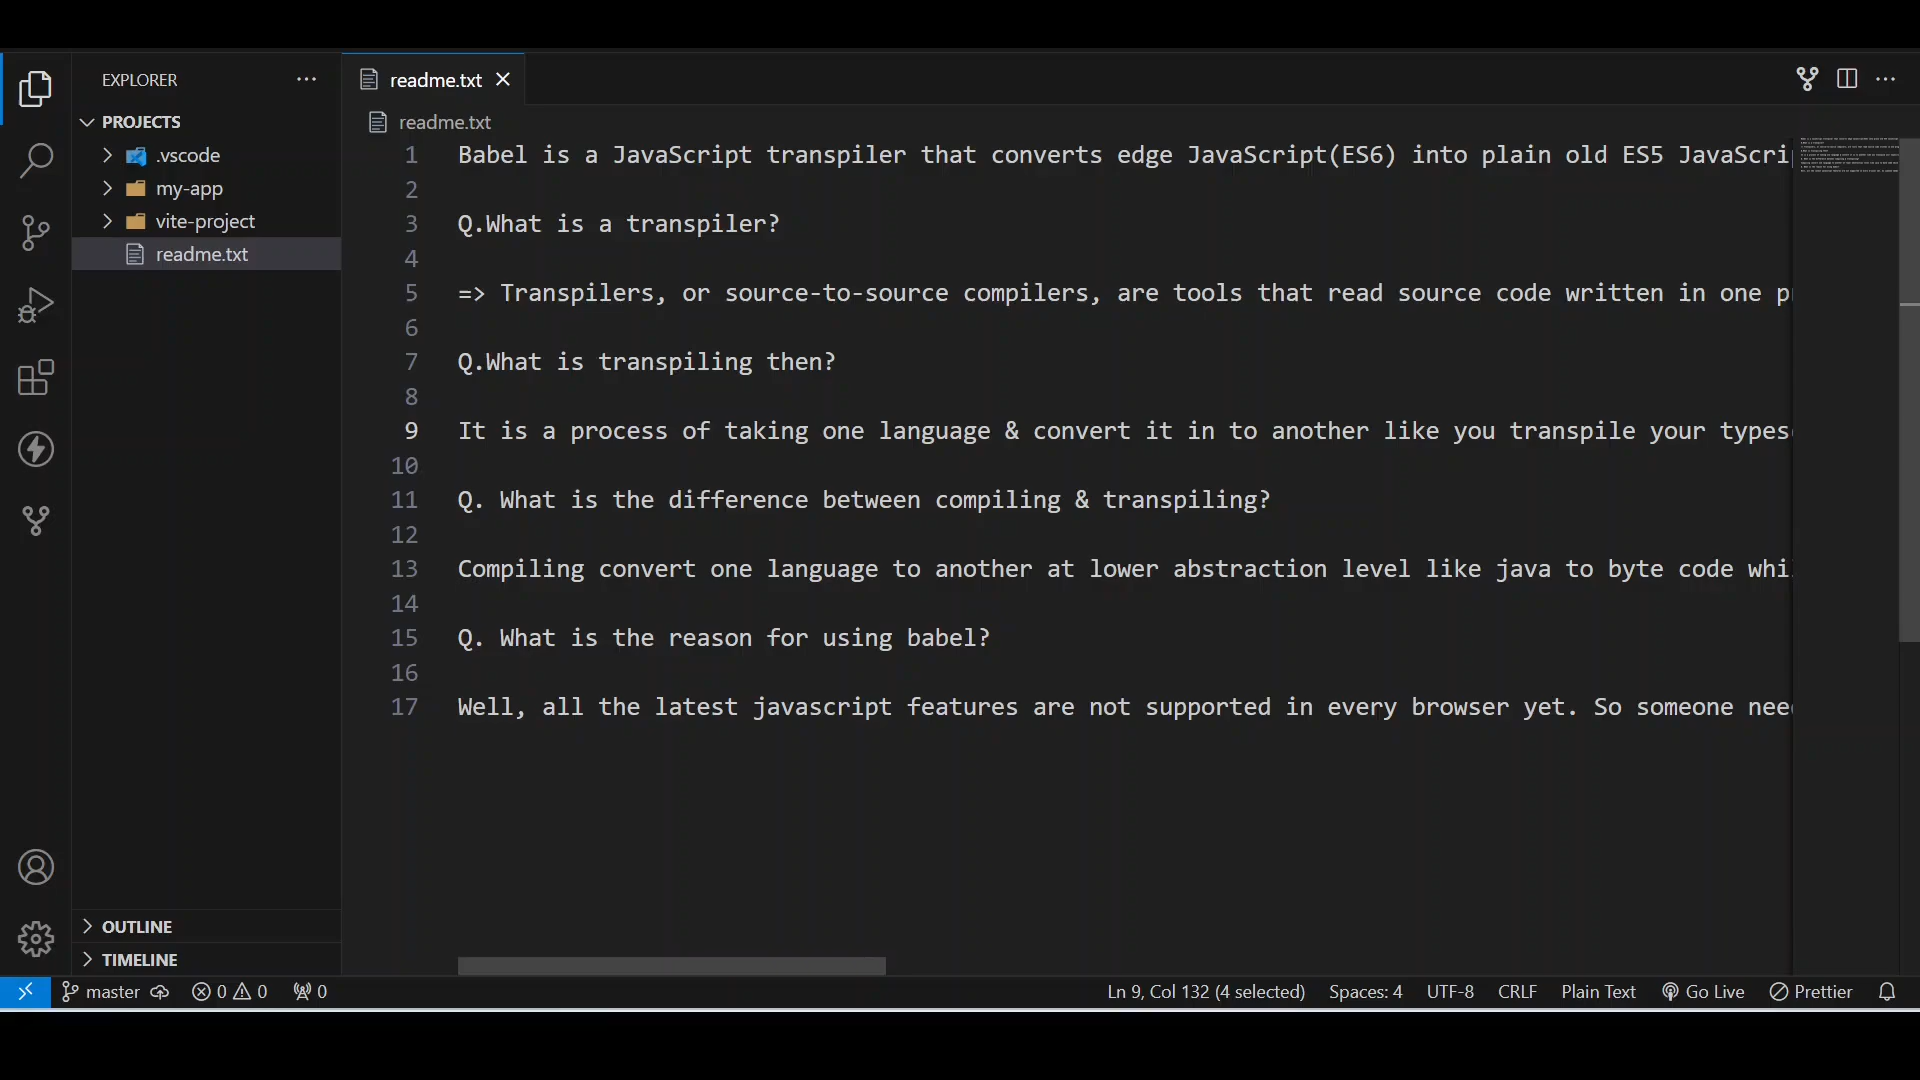 EXPLORER
readme.txt
PROJECTS
.vscode
my-app
vite-project
readme.txt
readme.txt
1 Babel is a JavaScript transpiler that converts edge JavaScript(ES6) into plain old ES5 JavaScri
2
3 Q.What is a transpiler?
4
5 => Transpilers, or source-to-source compilers, are tools that read source code written in one p
6
7 Q.What is transpiling then?
8
9 It is a process of taking one language & convert it in to another like you transpile your types
10
11 Q. What is the difference between compiling & transpiling?
12
13 Compiling convert one language to another at lower abstraction level like java to byte code whi
14
15 Q. What is the reason for using babel?
16
17 Well, all the latest javascript features are not supported in every browser yet. So someone nee
OUTLINE
TIMELINE
master 0 0 0 Ln 9, Col 132 (4 selected) Spaces: 4 UTF-8 CRLF Plain Text Go Live Prettier